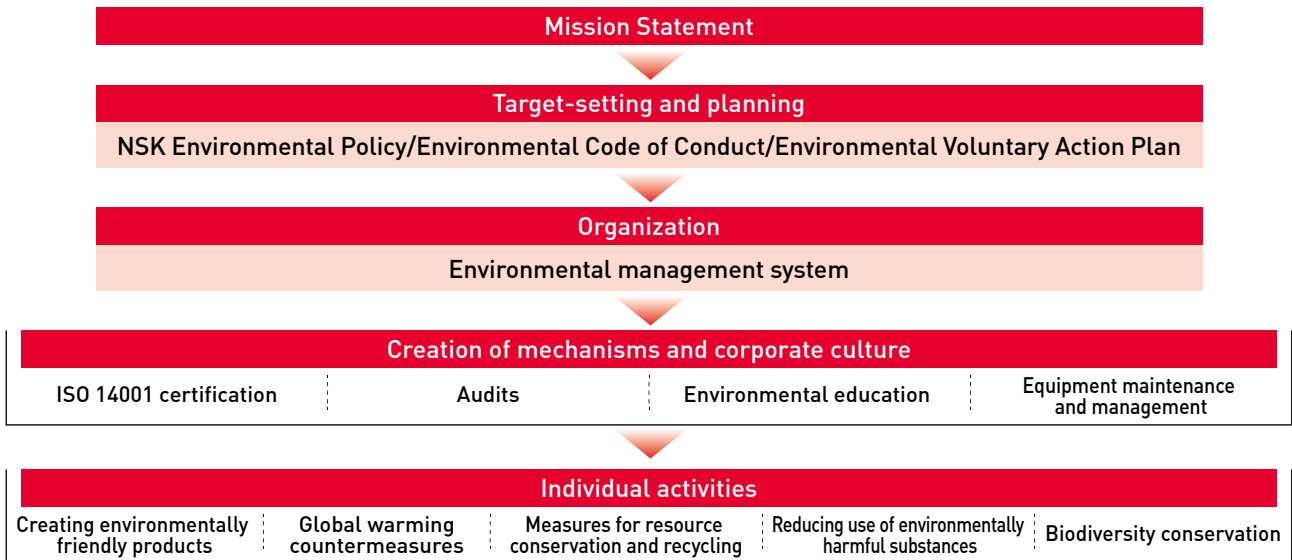 Mission Statement
Target-setting and planning
NSK Environmental Policy/Environmental Code of Conduct/Environmental Voluntary Action Plan
Organization
Environmental management system
Creation of mechanisms and corporate culture
ISO 14001 certification
Audits
Environmental education
Equipment maintenance
and management
Individual activities
Creating environmentally
friendly products
Global warming
countermeasures
Measures for resource
conservation and recycling
Reducing use of environmentally
harmful substances
Biodiversity conservation